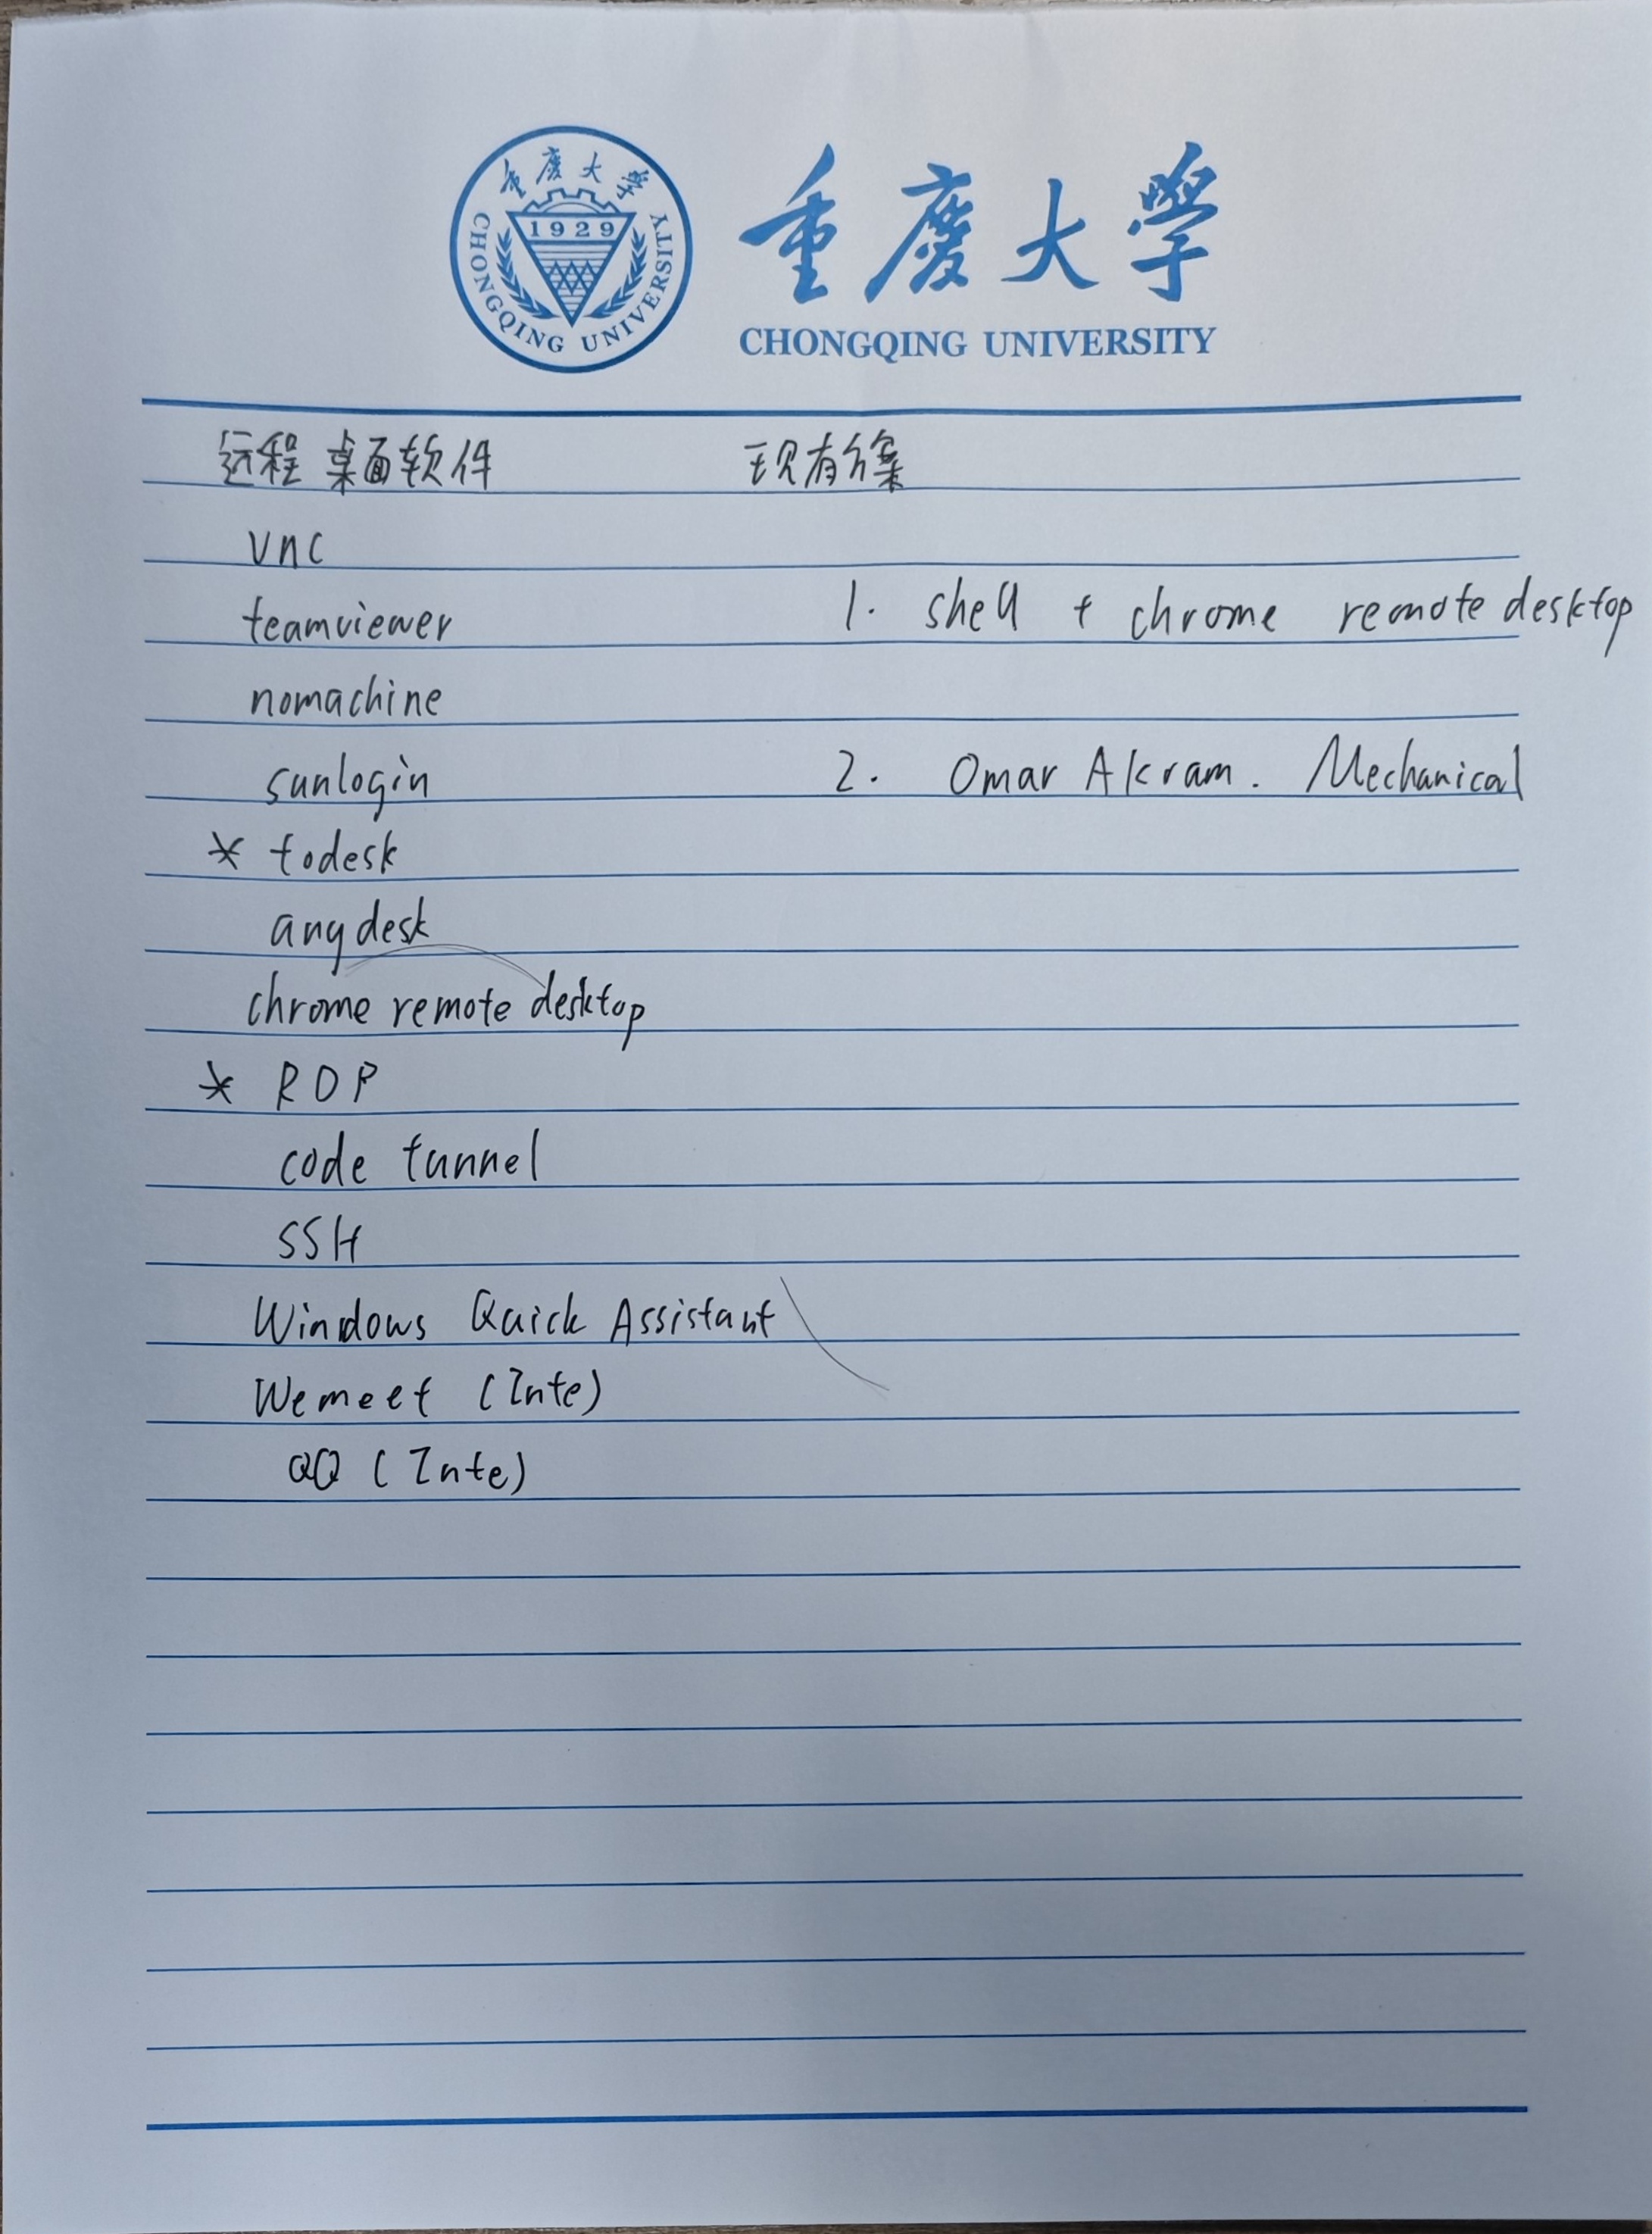 重慶大學
1929
CHONGQING UNIVERSITY
重慶大學
CHONGQING UNIVERSITY
远程桌面软件 现有方案
vnc
teamviewer
1. shell + chrome remote desktop
nomachine
sunlogin
2. Omar Akram. Mechanical
* todesk
anydesk
chrome remote desktop
* RDP
code tunnel
SSH
Windows Quick Assistant
Wemeet (Inte)
QQ (Inte)